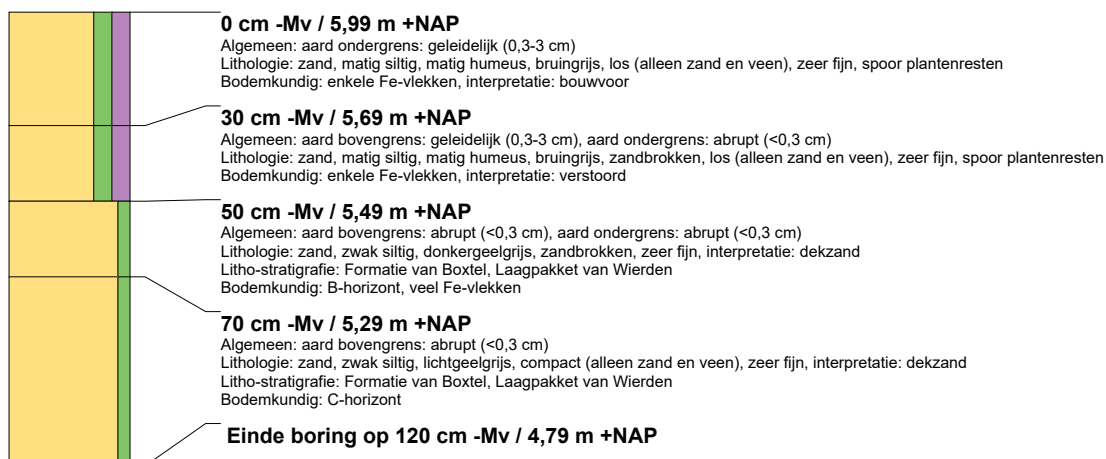 0 cm -Mv / 5,99 m +NAP
Algemeen: aard ondergrens: geleidelijk (0,3-3 cm)
Lithologie: zand, matig siltig, matig humeus, bruingrijs, los (alleen zand en veen), zeer fijn, spoor plantenresten
Bodemkundig: enkele Fe-vlekken, interpretatie: bouwvoor
30 cm -Mv / 5,69 m +NAP
Algemeen: aard bovengrens: geleidelijk (0,3-3 cm), aard ondergrens: abrupt (<0,3 cm)
Lithologie: zand, matig siltig, matig humeus, bruingrijs, zandbrokken, los (alleen zand en veen), zeer fijn, spoor plantenresten
Bodemkundig: enkele Fe-vlekken, interpretatie: verstoord
50 cm -Mv / 5,49 m +NAP
Algemeen: aard bovengrens: abrupt (<0,3 cm), aard ondergrens: abrupt (<0,3 cm)
Lithologie: zand, zwak siltig, donkergeelgrijs, zandbrokken, zeer fijn, interpretatie: dekzand
Litho-stratigrafie: Formatie van Boxtel, Laagpakket van Wierden
Bodemkundig: B-horizont, veel Fe-vlekken
70 cm -Mv / 5,29 m +NAP
Algemeen: aard bovengrens: abrupt (<0,3 cm)
Lithologie: zand, zwak siltig, lichtgeelgrijs, compact (alleen zand en veen), zeer fijn, interpretatie: dekzand
Litho-stratigrafie: Formatie van Boxtel, Laagpakket van Wierden
Bodemkundig: C-horizont
Einde boring op 120 cm -Mv / 4,79 m +NAP